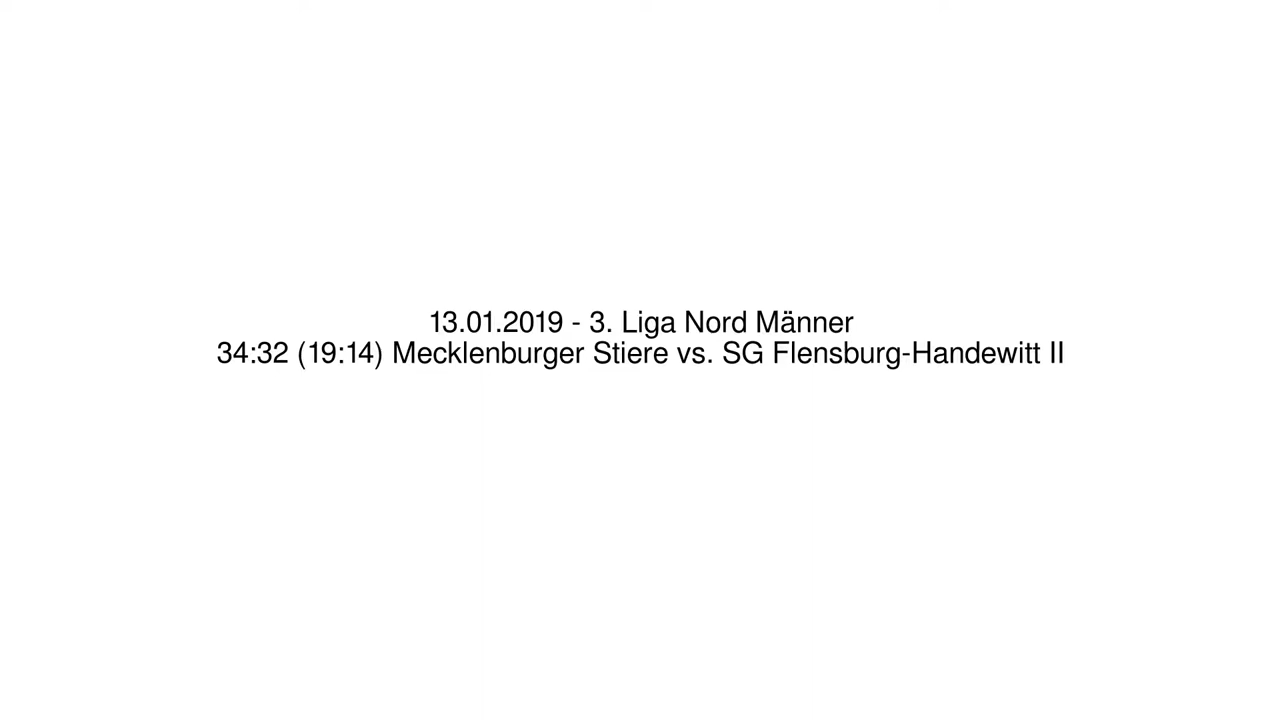 13.01.2019 - 3. Liga Nord Männer
34:32 (19:14) Mecklenburger Stiere vs. SG Flensburg-Handewitt II